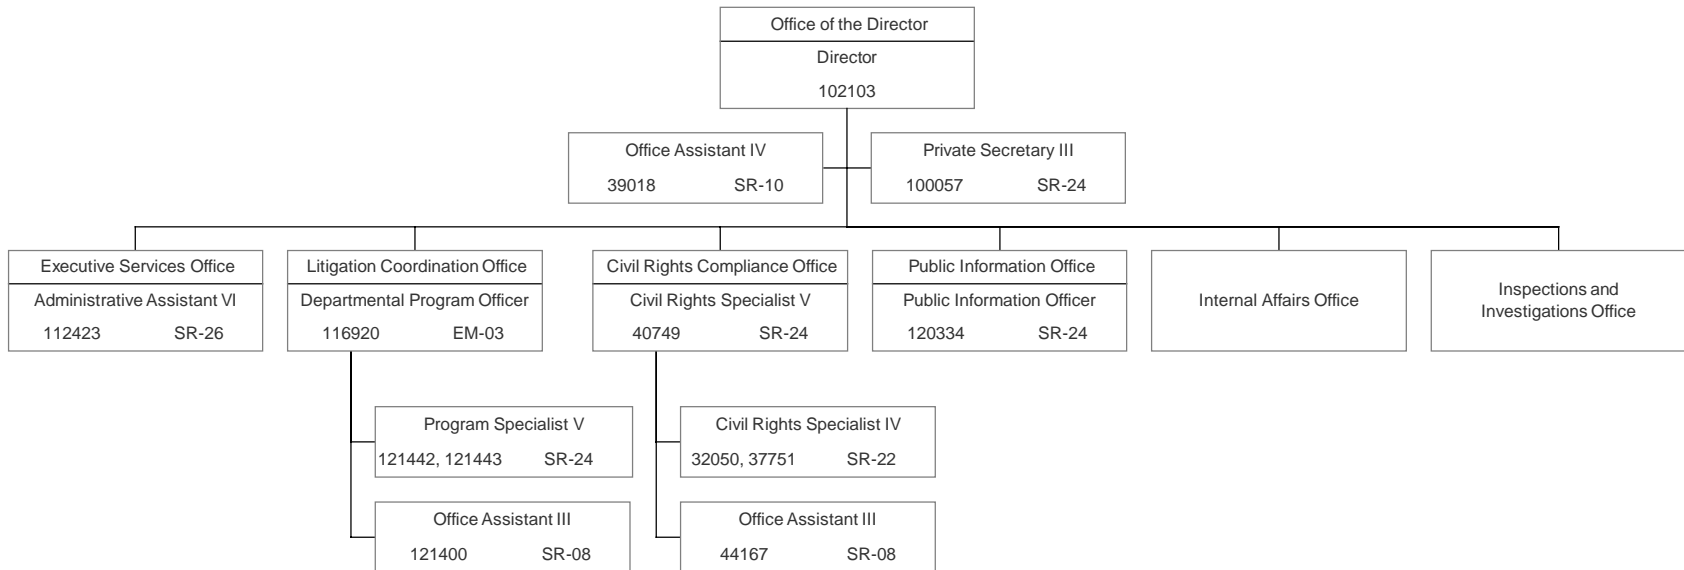 Office of the Director
Director
102103
Office Assistant IV
39018 SR-10
Private Secretary III
100057 SR-24
Executive Services Office
Administrative Assistant VI
112423 SR-26
Litigation Coordination Office
Departmental Program Officer
116920 EM-03
Civil Rights Compliance Office
Civil Rights Specialist V
40749 SR-24
Public Information Office
Public Information Officer
120334 SR-24
Internal Affairs Office
Inspections and
Investigations Office
Program Specialist V
121442, 121443 SR-24
Office Assistant III
121400 SR-08
Civil Rights Specialist IV
32050, 37751 SR-22
Office Assistant III
44167 SR-08